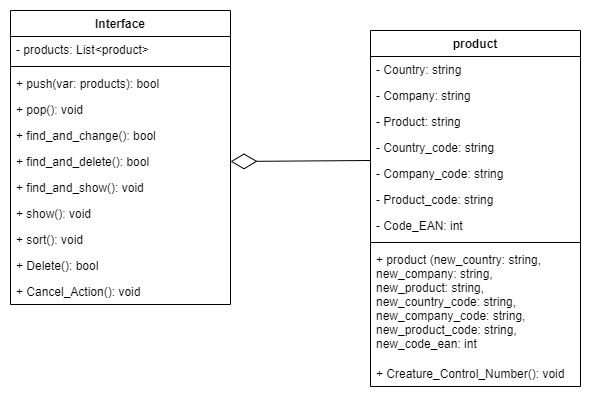 Interface
- products: List<product>
+ push(var: products): bool
+ pop(): void
+ find_and_change(): bool
+ find_and_delete(): bool
+ find_and_show(): void
+ show(): void
+ sort(): void
+ Delete(): bool
+ Cancel_Action(): void
product
- Country: string
- Company: string
- Product: string
- Country_code: string
- Company_code: string
- Product_code: string
- Code_EAN: int
+ product (new_country: string,
new_company: string,
new_product: string,
new_country_code: string,
new_company_code: string,
new_product_code: string,
new_code_ean: int
+ Creature_Control_Number(): void